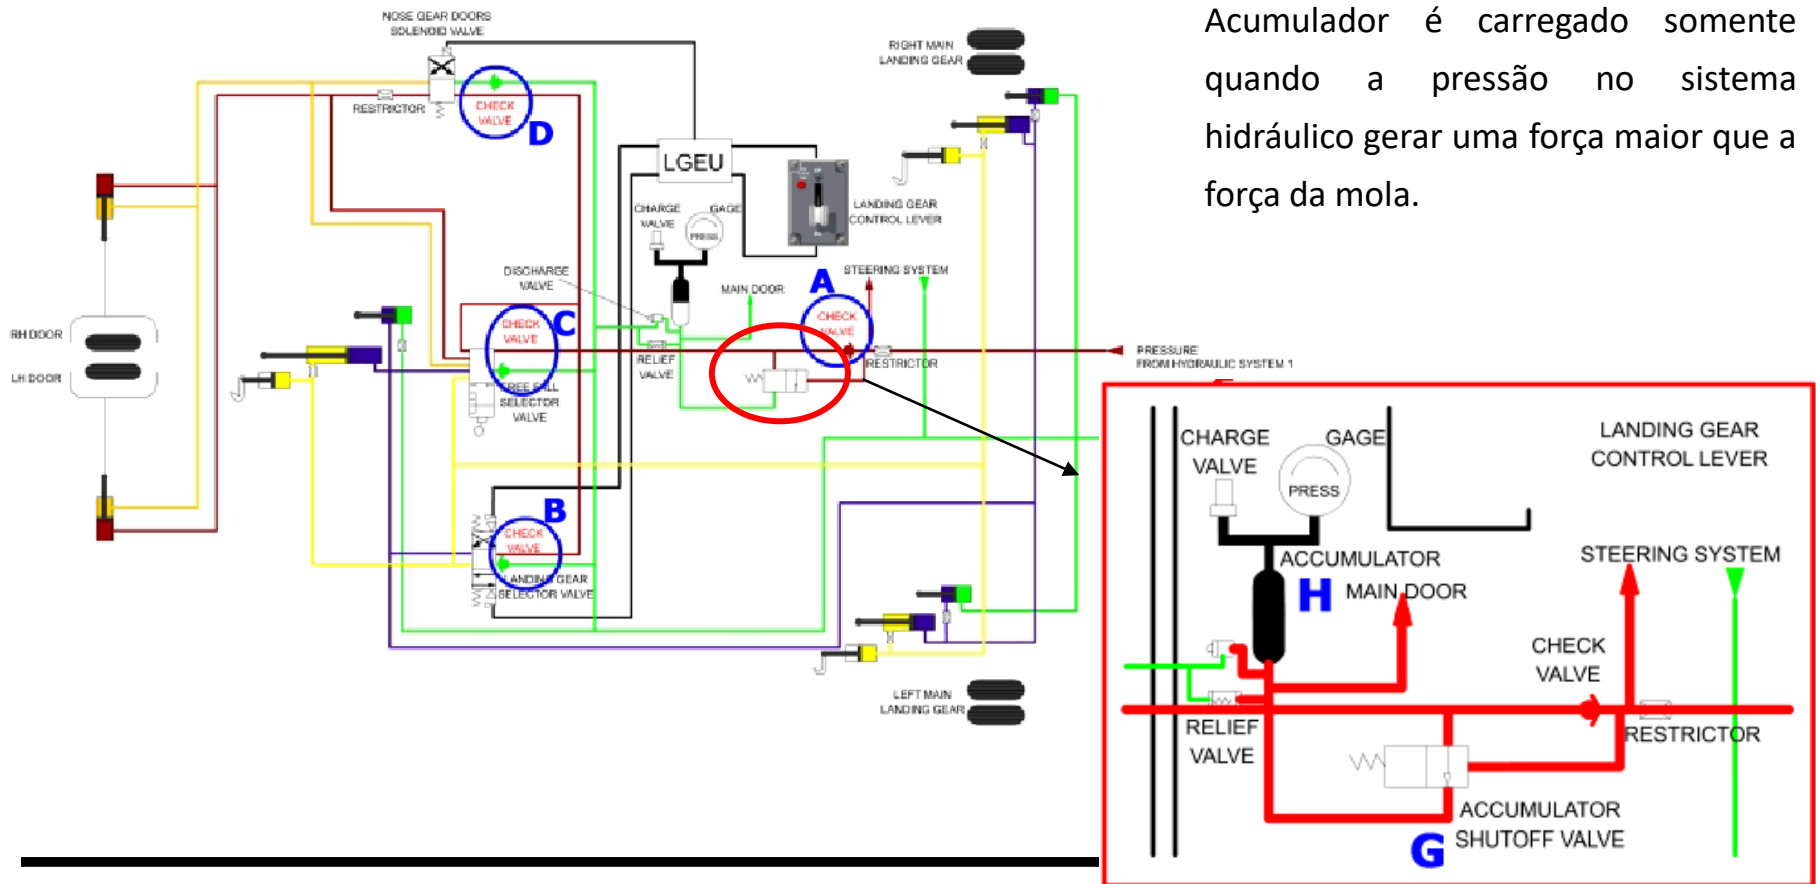 Acumulador é carregado somente
quando a pressão no sistema
hidráulico gerar uma força maior que a
força da mola.
NOSE GEAR DOORS
SOLENOID VALVE
RESTRICTOR
CHECK
VALVE
D
RIGHT MAIN
LANDING GEAR
LGEU
CHARGE
VALVE
GAGE
PRESS
LANDING GEAR
CONTROL LEVER
DISCHARGE
VALVE
MAIN DOOR
STEERING SYSTEM
A
CHECK
VALVE
RESTRICTOR
RELIEF
VALVE
CHECK
VALVE
C
FREE FALL
SELECTOR
VALVE
PRESSURE
FROM HYDRAULIC SYSTEM 1
RH DOOR
LH DOOR
B
CHECK
VALVE
LANDING GEAR
SELECTOR VALVE
LEFT MAIN
LANDING GEAR
CHARGE
VALVE
GAGE
PRESS
LANDING GEAR
CONTROL LEVER
ACCUMULATOR
H
MAIN DOOR
STEERING SYSTEM
CHECK
VALVE
RELIEF
VALVE
RESTRICTOR
ACCUMULATOR
SHUTOFF VALVE
G